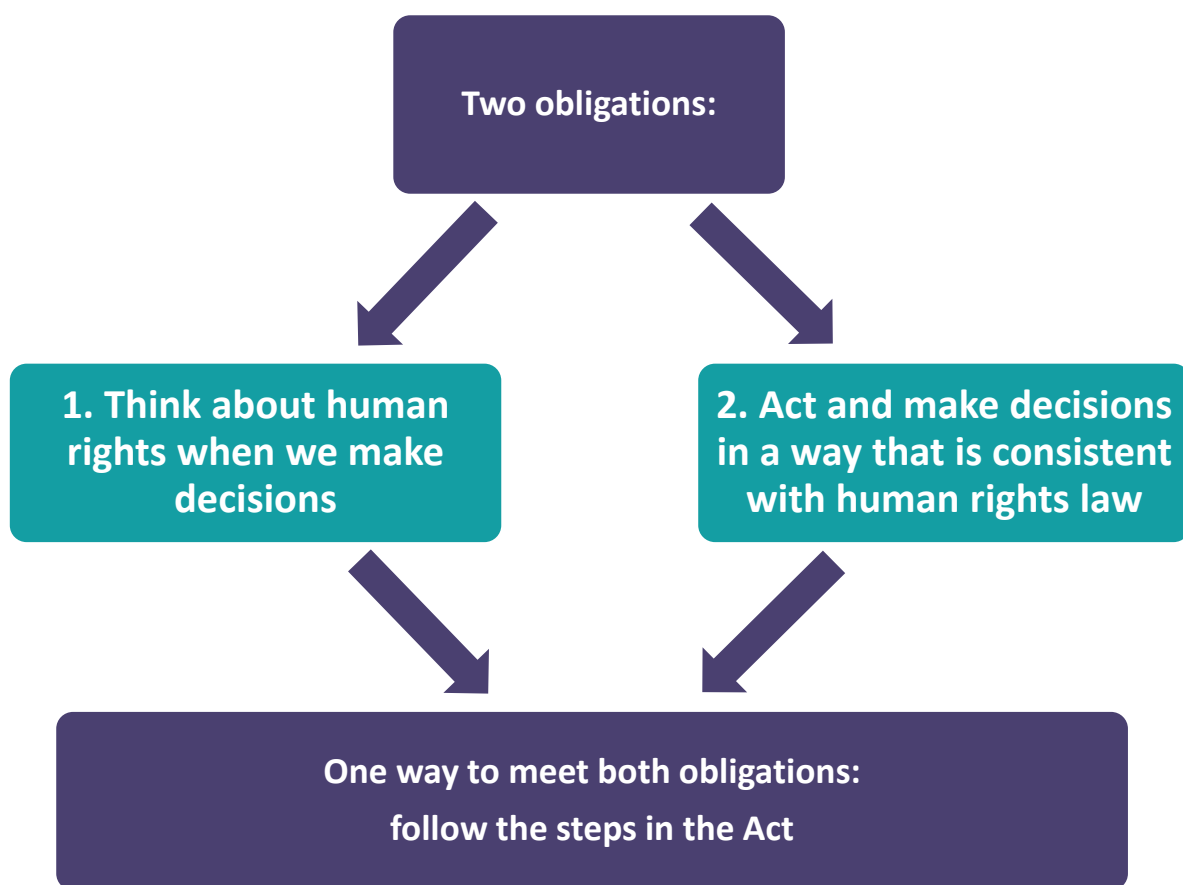 Two obligations:
1. Think about human
rights when we make
decisions
2. Act and make decisions
in a way that is consistent
with human rights law
One way to meet both obligations:
follow the steps in the Act